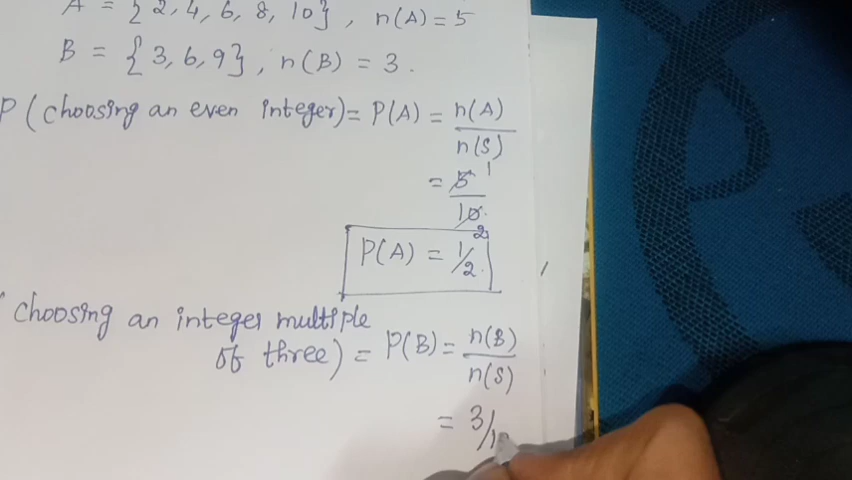 A = {2, 4, 6, 8, 10}, n(A) = 5
B = {3, 6, 9}, n(B) = 3.
P(choosing an even integer) = P(A) = n(A)/n(S)
= 5/10 1 2
P(A) = 1/2.
choosing an integer multiple
of three) = P(B) = n(B)/n(S)
= 3/1